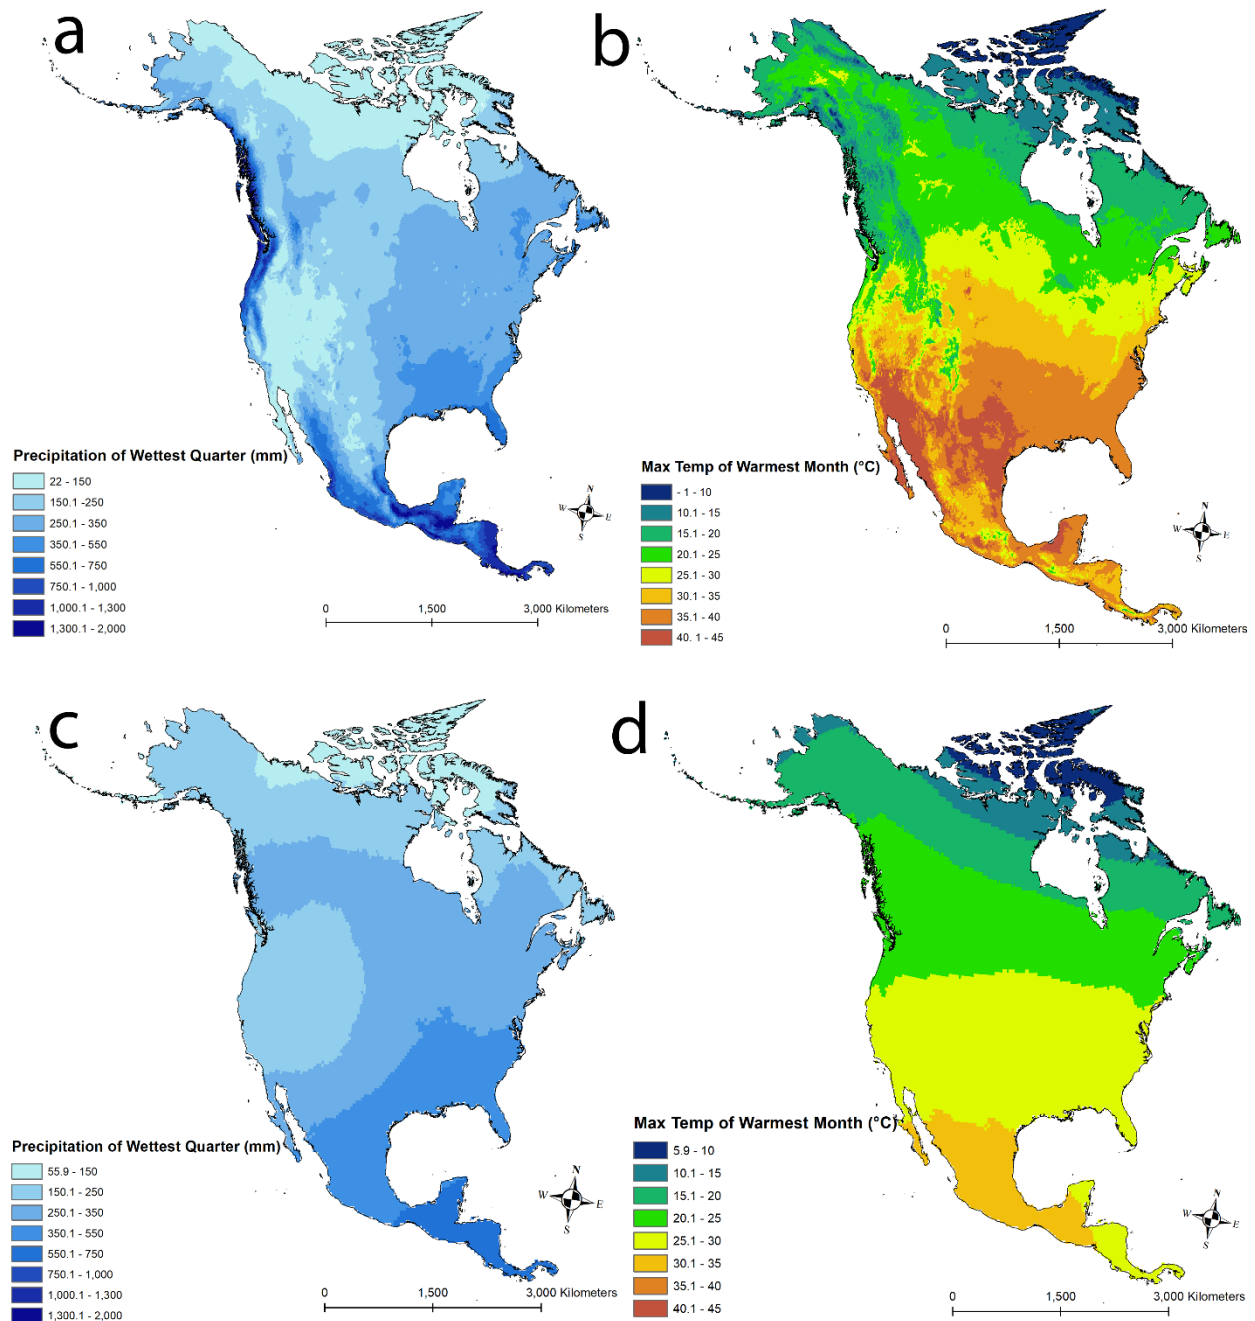 a
Precipitation of Wettest Quarter (mm)
22 - 150
150.1 -250
250.1 - 350
350.1 - 550
550.1 - 750
750.1 - 1,000
1,000.1 - 1,300
1,300.1 - 2,000
N
W E
S
0 1,500 3,000 Kilometers
b
Max Temp of Warmest Month (°C)
- 1 - 10
10.1 - 15
15.1 - 20
20.1 - 25
25.1 - 30
30.1 - 35
35.1 - 40
40. 1 - 45
N
W E
S
0 1,500 3,000 Kilometers
c
Precipitation of Wettest Quarter (mm)
55.9 - 150
150.1 - 250
250.1 - 350
350.1 - 550
550.1 - 750
750.1 - 1,000
1,000.1 - 1,300
1,300.1 - 2,000
N
W E
S
0 1,500 3,000 Kilometers
d
Max Temp of Warmest Month (°C)
5.9 - 10
10.1 - 15
15.1 - 20
20.1 - 25
25.1 - 30
30.1 - 35
35.1 - 40
40.1 - 45
N
W E
S
0 1,500 3,000 Kilometers